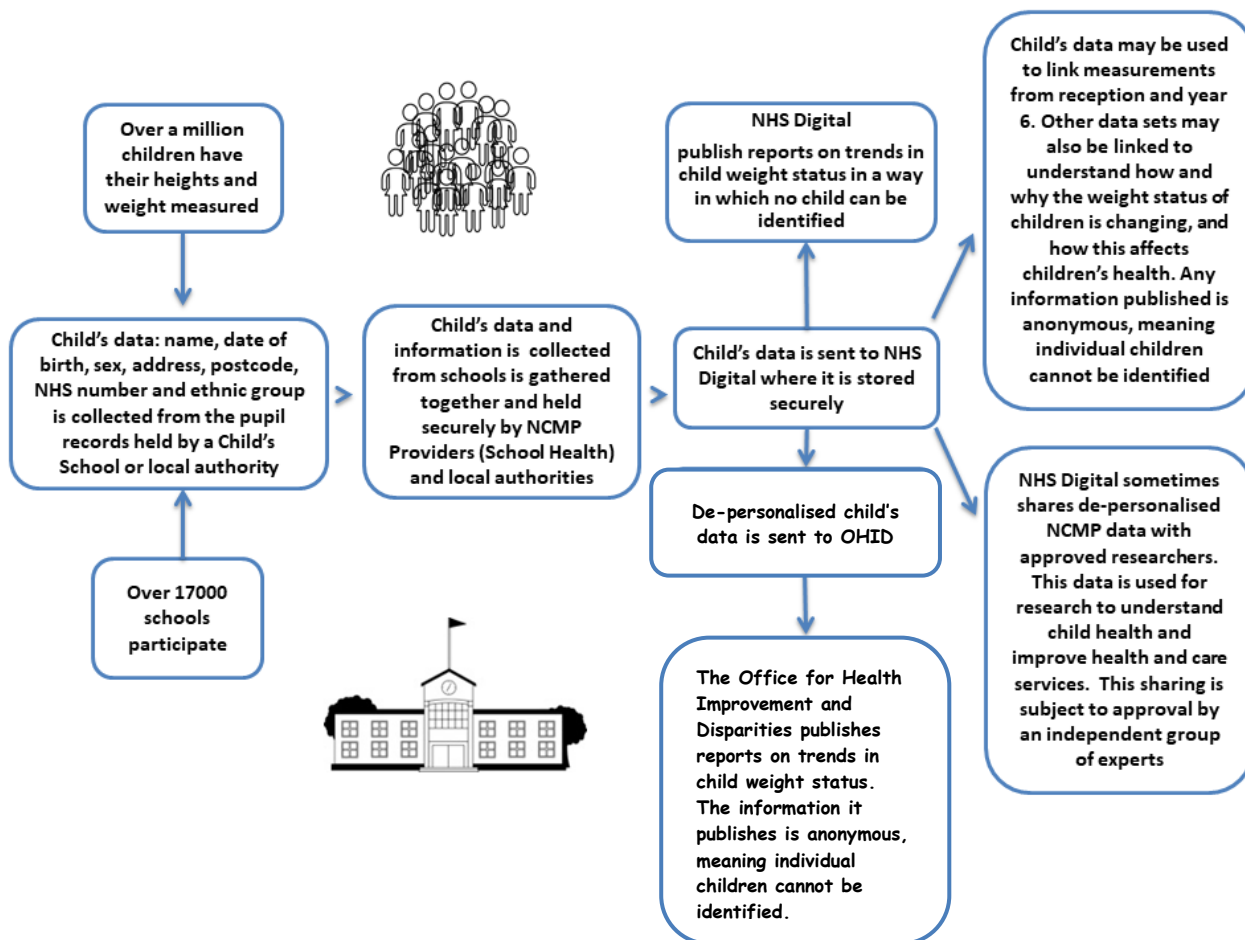 Over a million
children have
their heights and
weight measured
Child’s data: name, date of
birth, sex, address, postcode,
NHS number and ethnic group
is collected from the pupil
records held by a Child’s
School or local authority
Over 17000
schools
participate
Child’s data and
information is  collected
from schools is gathered
together and held
securely by NCMP
Providers (School Health)
and local authorities
NHS Digital
publish reports on trends in
child weight status in a way
in which no child can be
identified
Child’s data is sent to NHS
Digital where it is stored
securely
De-personalised child’s
data is sent to OHID
The Office for Health
Improvement and
Disparities publishes
reports on trends in
child weight status.
The information it
publishes is anonymous,
meaning individual
children cannot be
identified.
Child’s data may be used
to link measurements
from reception and year
6. Other data sets may
also be linked to
understand how and
why the weight status of
children is changing, and
how this affects
children’s health. Any
information published is
anonymous, meaning
individual children
cannot be identified
NHS Digital sometimes
shares de-personalised
NCMP data with
approved researchers.
This data is used for
research to understand
child health and
improve health and care
services.  This sharing is
subject to approval by
an independent group
of experts